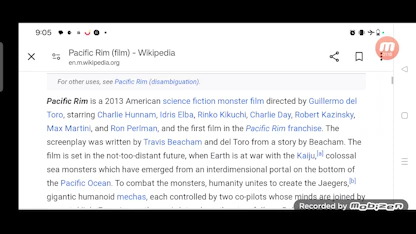 9:05
Pacific Rim (film) – Wikipedia
en.m.wikipedia.org
For other uses, see Pacific Rim (disambiguation).
Pacific Rim is a 2013 American science fiction monster film directed by Guillermo del
Toro, starring Charlie Hunnam, Idris Elba, Rinko Kikuchi, Charlie Day, Robert Kazinsky,
Max Martini, and Ron Perlman, and the first film in the Pacific Rim franchise. The
screenplay was written by Travis Beacham and del Toro from a story by Beacham. The
film is set in the not-too-distant future, when Earth is at war with the Kaiju,[a] colossal
sea monsters which have emerged from an interdimensional portal on the bottom of
the Pacific Ocean. To combat the monsters, humanity unites to create the Jaegers,[b]
gigantic humanoid mechas, each controlled by two co-pilots whose minds are joined by
Recorded by MOBIZEN